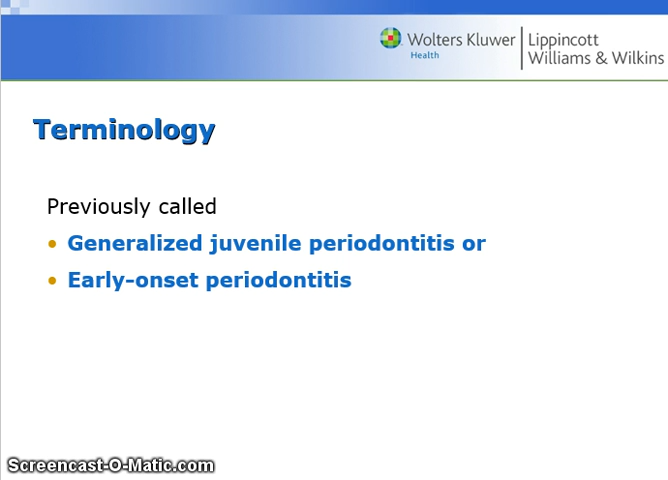 Wolters Kluwer
Health
Lippincott
Williams & Wilkins
Terminology
Previously called
• Generalized juvenile periodontitis or
• Early-onset periodontitis
Screencast-O-Matic.com